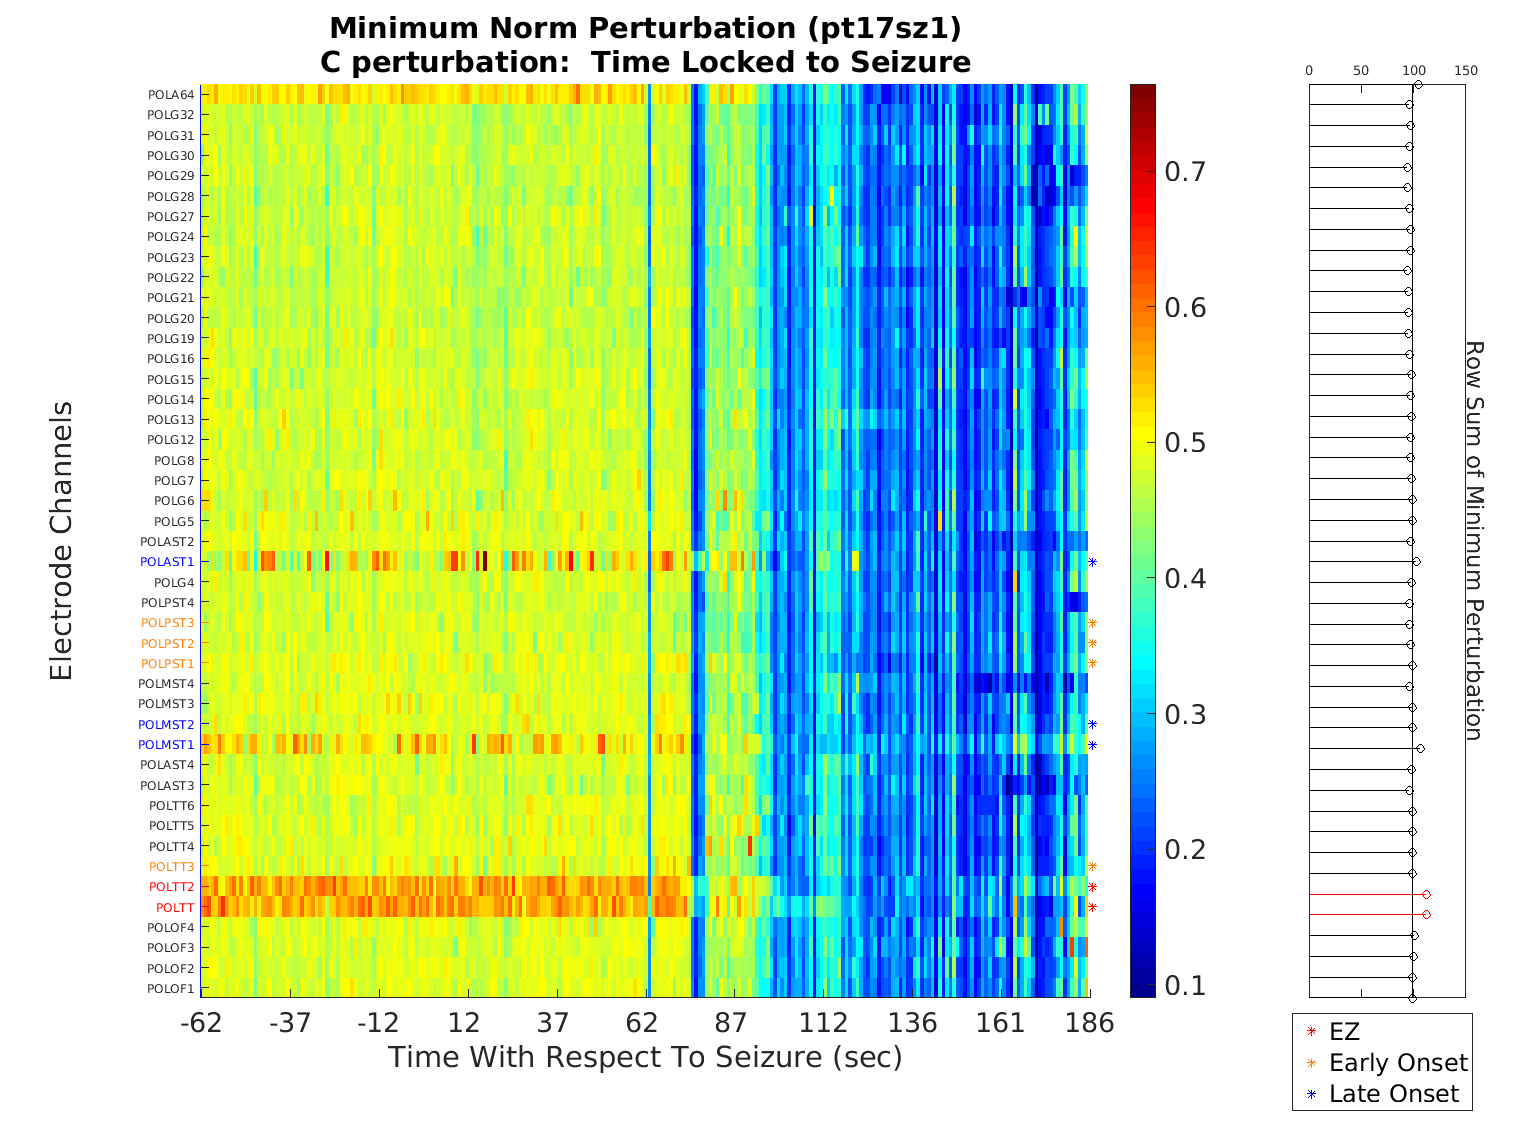 Minimum Norm Perturbation (pt17sz1)
C perturbation:  Time Locked to Seizure
Electrode Channels
POLA64
POLG32
POLG31
POLG30
POLG29
POLG28
POLG27
POLG24
POLG23
POLG22
POLG21
POLG20
POLG19
POLG16
POLG15
POLG14
POLG13
POLG12
POLG8
POLG7
POLG6
POLG5
POLAST2
POLAST1
POLG4
POLPST4
POLPST3
POLPST2
POLPST1
POLMST4
POLMST3
POLMST2
POLMST1
POLAST4
POLAST3
POLTT6
POLTT5
POLTT4
POLTT3
POLTT2
POLTT
POLOF4
POLOF3
POLOF2
POLOF1
-62 -37 -12 12 37 62 87 112 136 161 186
Time With Respect To Seizure (sec)
0.7
0.6
0.5
0.4
0.3
0.2
0.1
0 50 100 150
Row Sum of Minimum Perturbation
EZ
Early Onset
Late Onset